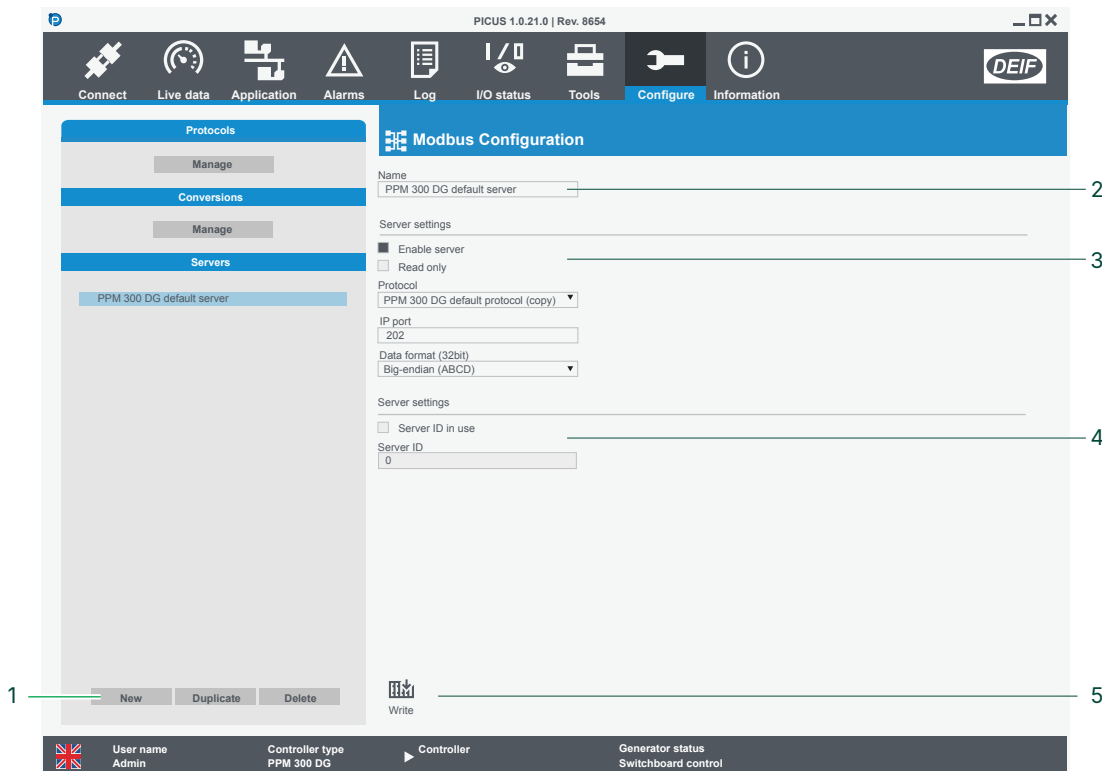 PICUS 1.0.21.0 | Rev. 8654
Connect Live data Application Alarms Log I/O status Tools Configure Information
DEIF
Protocols
Manage
Conversions
Manage
Servers
PPM 300 DG default server
New Duplicate Delete
Modbus Configuration
Name
PPM 300 DG default server
2
Server settings
Enable server
Read only
3
Protocol
PPM 300 DG default protocol (copy)
IP port
202
Data format (32bit)
Big-endian (ABCD)
Server settings
Server ID in use
4
Server ID
0
1
Write
5
User name
Admin
Controller type
PPM 300 DG
Controller
Generator status
Switchboard control